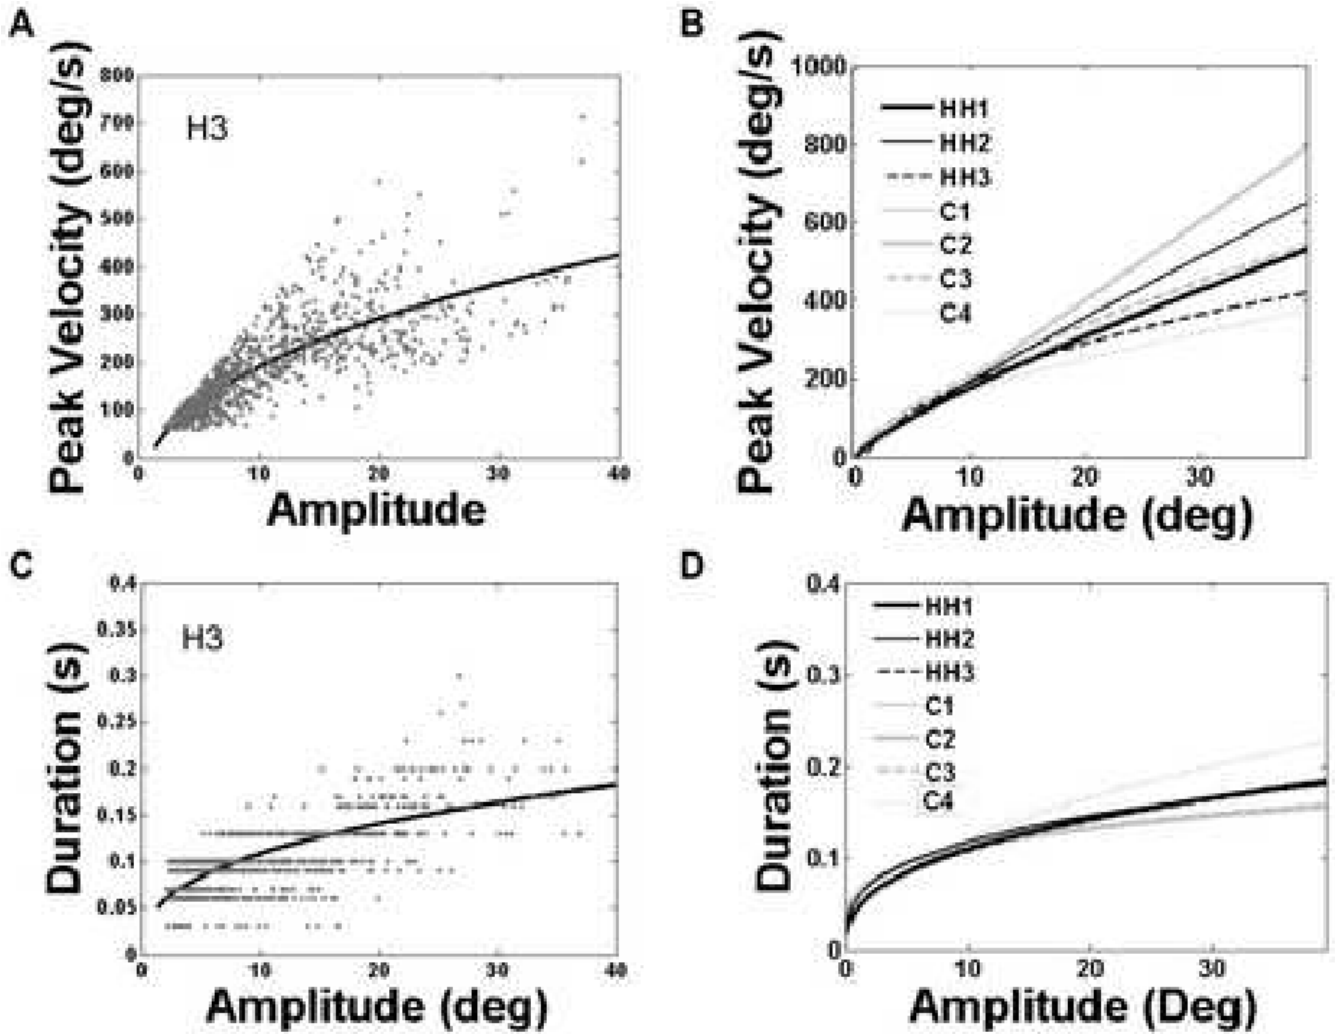 A
Peak Velocity (deg/s)
800
700
600
500
400
300
200
100
0
H3
0 10 20 30 40
Amplitude
B
Peak Velocity (deg/s)
1000
800
600
400
200
0
HH1
HH2
HH3
C1
C2
C3
C4
0 10 20 30
Amplitude (deg)
C
Duration (s)
0.4
0.35
0.3
0.25
0.2
0.15
0.1
0.05
0
H3
0 10 20 30 40
Amplitude (deg)
D
Duration (s)
0.4
0.3
0.2
0.1
0
HH1
HH2
HH3
C1
C2
C3
C4
0 10 20 30
Amplitude (Deg)